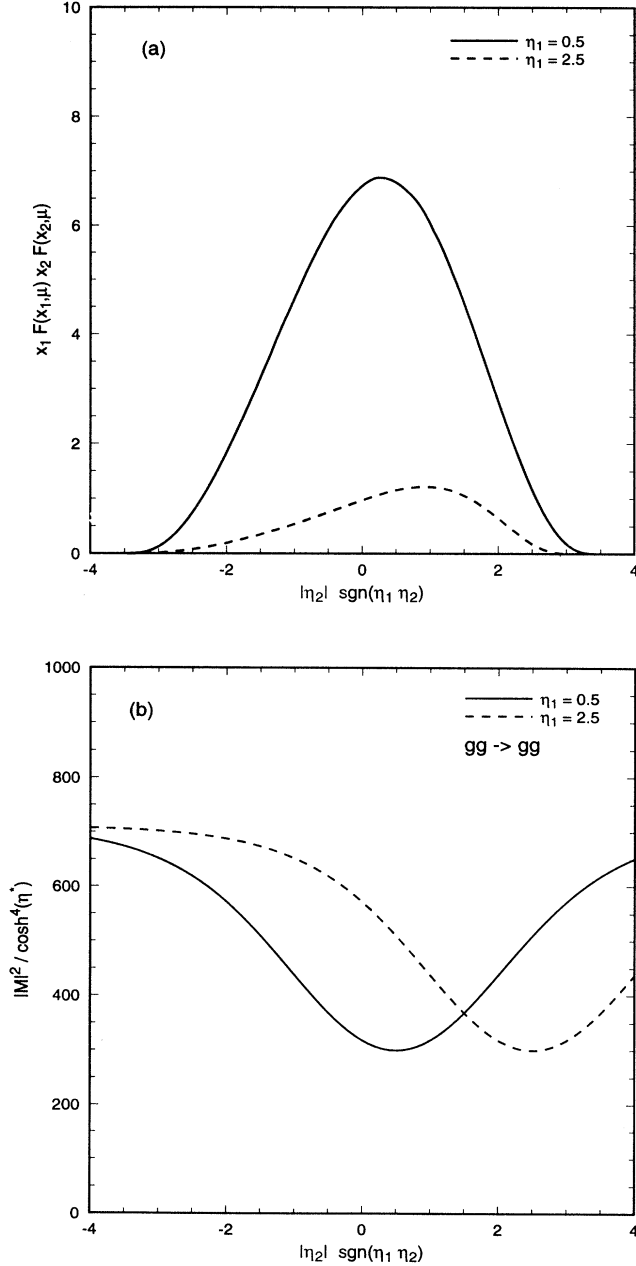 10
(a)
η₁ = 0.5
η₁ = 2.5
8
6
4
2
0
x₁ F(x₁,μ) x₂ F(x₂,μ)
-4 -2 0 2 4
|η₂| sgn(η₁ η₂)
1000
(b)
η₁ = 0.5
η₁ = 2.5
gg -> gg
800
600
400
200
0
|M|² / cosh⁴(η*)
-4 -2 0 2 4
|η₂| sgn(η₁ η₂)